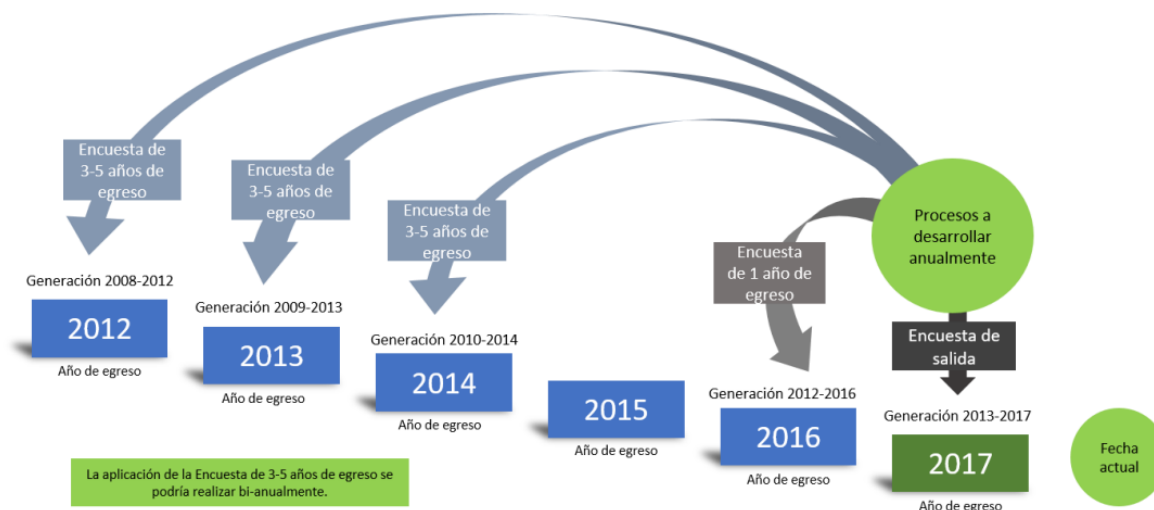 Encuesta de
3-5 años de
egreso
Encuesta de
3-5 años de
egreso
Encuesta de
3-5 años de
egreso
Procesos a
desarrollar
anualmente
Encuesta
de 1 año de
egreso
Encuesta de
salida
Generación 2008-2012
2012
Año de egreso
Generación 2009-2013
2013
Año de egreso
Generación 2010-2014
2014
Año de egreso
2015
Año de egreso
Generación 2012-2016
2016
Año de egreso
Generación 2013-2017
2017
Año de egreso
Fecha
actual
La aplicación de la Encuesta de 3-5 años de egreso se
podría realizar bi-anualmente.